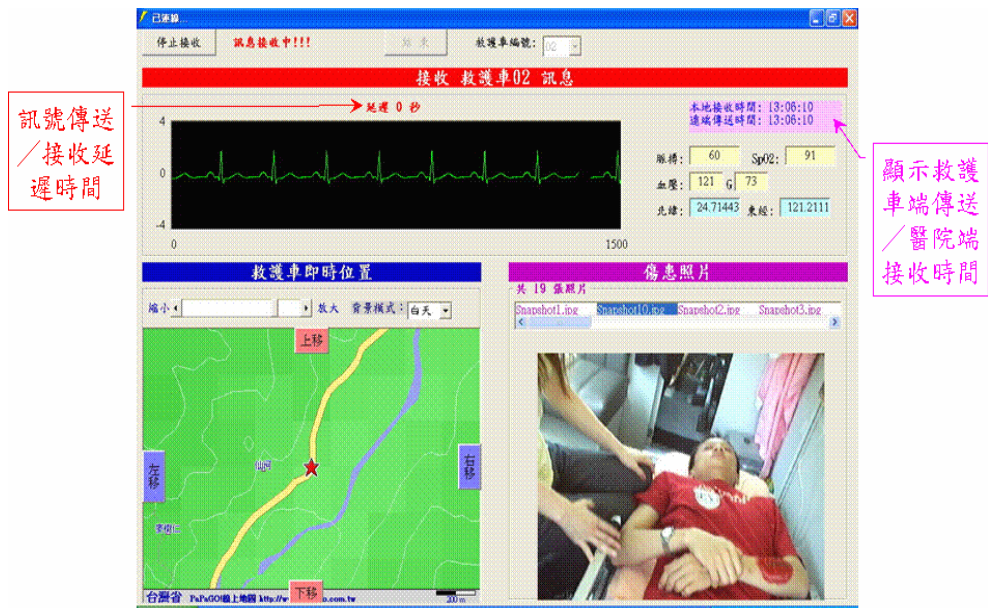 已連線...
停止接收
訊息接收中!!!
結 束
救護車編號:
02
接收 救護車02 訊息
延遲 0 秒
本地接收時間: 13:06:10
遠端傳送時間: 13:06:10
訊號傳送
/接收延
遲時間
4
0
-4
0
1500
脈搏:
60
SpO2:
91
血壓:
121
G
73
北緯:
24.71443
東經:
121.2111
顯示救護
車端傳送
/醫院端
接收時間
救護車即時位置
縮小
放大
背景模式:
白天
上移
左移
右移
下移
台灣省
PaPaGO!線上地圖 http://w
o.com.tw
200 m
傷患照片
共 19 張照片
Snapshot1.jpg
Snapshot10.jpg
Snapshot2.jpg
Snapshot3.jpg